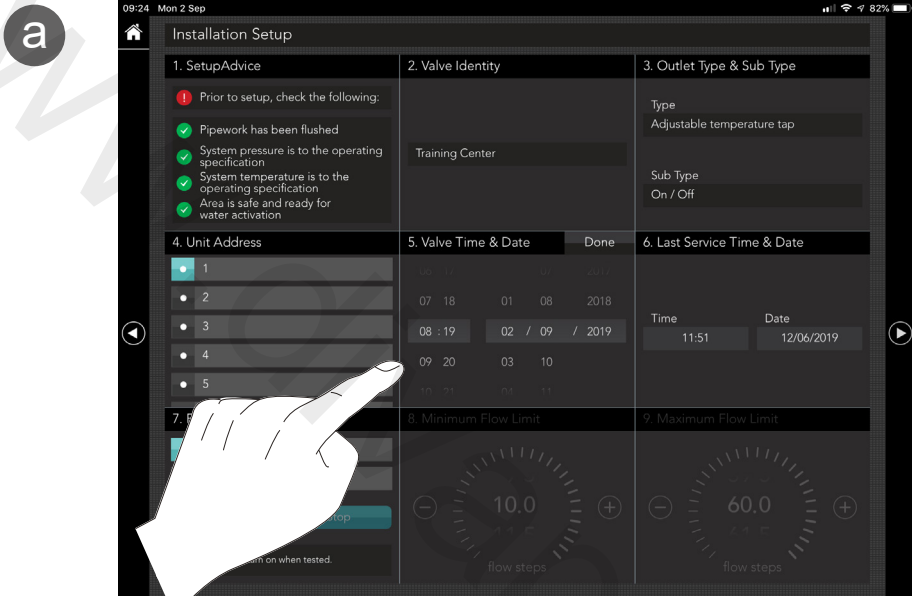 a
09:24 Mon 2 Sep
82%
Installation Setup
1. SetupAdvice
Prior to setup, check the following:
Pipework has been flushed
System pressure is to the operating
specification
System temperature is to the
operating specification
Area is safe and ready for
water activation
2. Valve Identity
Training Center
3. Outlet Type & Sub Type
Type
Adjustable temperature tap
Sub Type
On / Off
4. Unit Address
1
2
3
4
5
5. Valve Time & Date
Done
07 18 01 08 2018
08 : 19 02 / 09 / 2019
09 20 03 10
6. Last Service Time & Date
Time Date
11:51 12/06/2019
7.
on when tested.
8. Minimum Flow Limit
10.0
flow steps
9. Maximum Flow Limit
60.0
flow steps